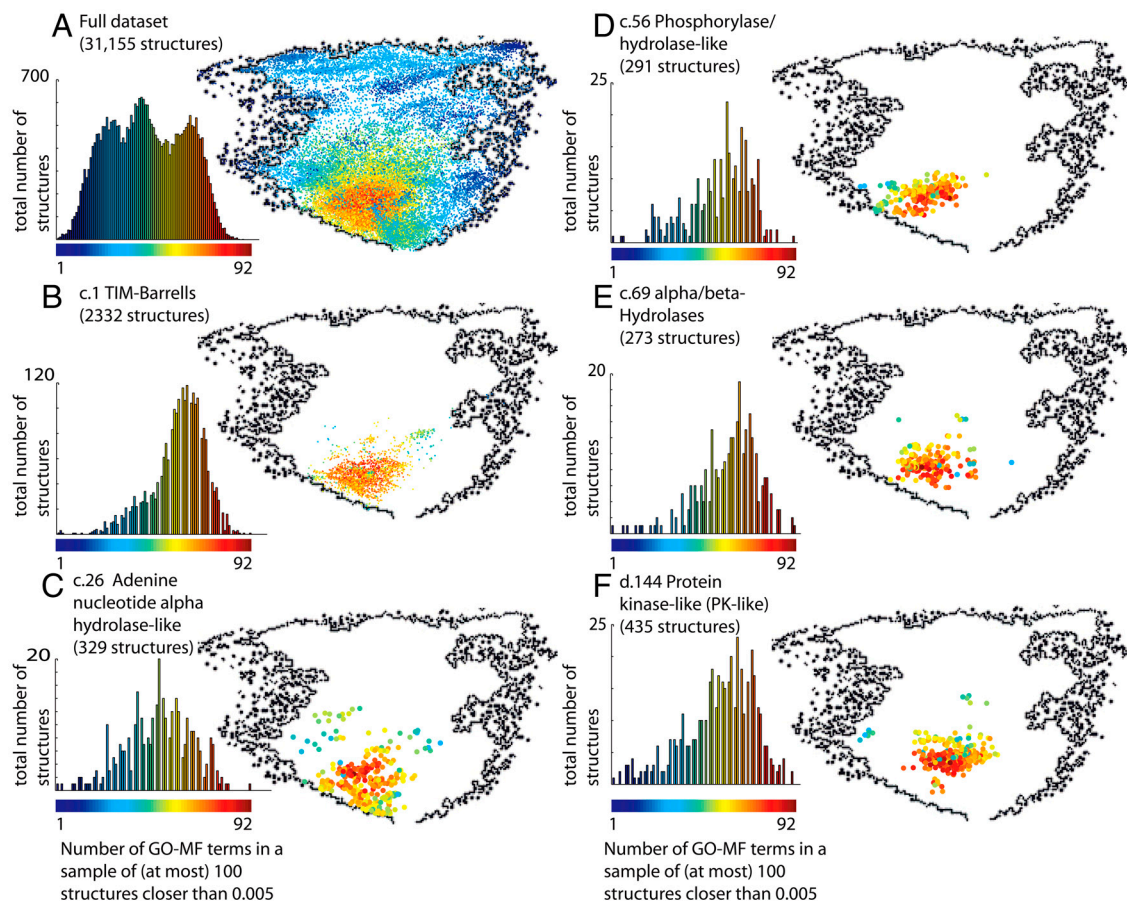 A Full dataset
(31,155 structures)
700
total number of
structures
1 92
B c.1 TIM-Barrells
(2332 structures)
120
total number of
structures
1 92
C c.26 Adenine
nucleotide alpha
hydrolase-like
(329 structures)
20
total number of
structures
1 92
Number of GO-MF terms in a
sample of (at most) 100
structures closer than 0.005
D c.56 Phosphorylase/
hydrolase-like
(291 structures)
25
total number of
structures
1 92
E c.69 alpha/beta-
Hydrolases
(273 structures)
20
total number of
structures
1 92
F d.144 Protein
kinase-like (PK-like)
(435 structures)
25
total number of
structures
1 92
Number of GO-MF terms in a
sample of (at most) 100
structures closer than 0.005